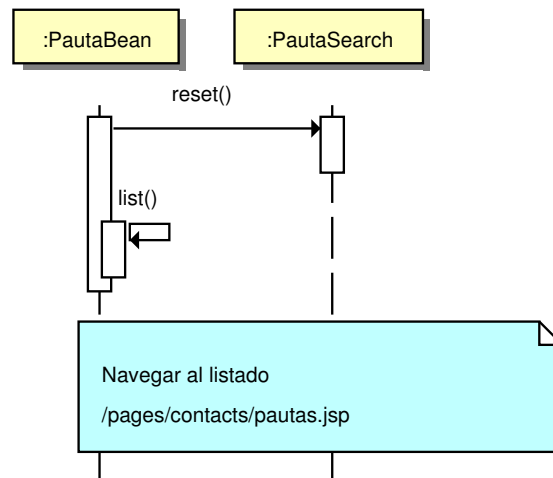 :PautaBean
:PautaSearch
reset()
list()
Navegar al listado
/pages/contacts/pautas.jsp